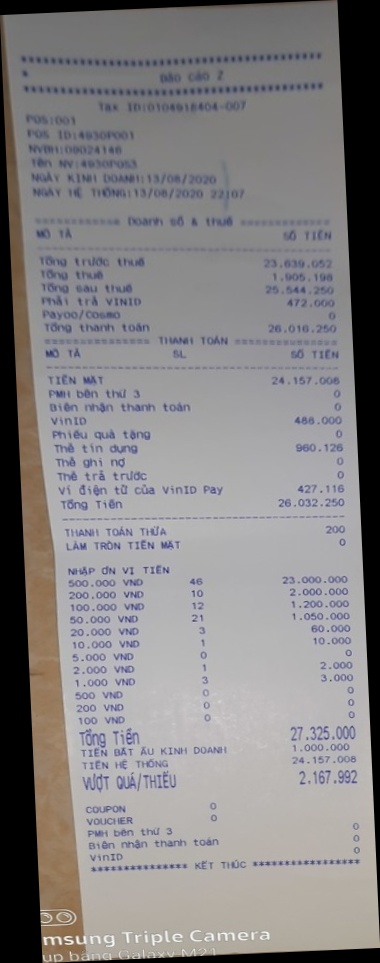 ****************************************
* Báo cáo Z
****************************************
Tax ID:0104918404-007
POS:001
POS ID:4930P001
NVBH:09024146
Tên NV:4930POS3
NGÀY KINH DOANH:13/08/2020
NGÀY HỆ THỐNG:13/08/2020 22:07
============ Doanh số & thuế =============
MÔ TẢ SỐ TIỀN
Tổng trước thuế 23.639.052
Tổng thuế 1.905.198
Tổng sau thuế 25.544.250
Phải trả VINID 472.000
Payoo/Cosmo 0
Tổng thanh toán 26.016.250
=============== THANH TOÁN ===============
MÔ TẢ SL SỐ TIỀN
TIỀN MẶT 24.157.008
PMH bên thứ 3 0
Biên nhận thanh toán 0
VinID 488.000
Phiếu quà tặng 0
Thẻ tín dụng 960.126
Thẻ ghi nợ 0
Thẻ trả trước 0
Ví điện tử của VinID Pay 427.116
Tổng Tiền 26.032.250
THANH TOÁN THỪA 200
LÀM TRÒN TIỀN MẶT 0
NHẬP ƠN VỊ TIỀN
500.000 VND 46 23.000.000
200.000 VND 10 2.000.000
100.000 VND 12 1.200.000
50.000 VND 21 1.050.000
20.000 VND 3 60.000
10.000 VND 1 10.000
5.000 VND 0 0
2.000 VND 1 2.000
1.000 VND 3 3.000
500 VND 0 0
200 VND 0 0
100 VND 0 0
Tổng Tiền 27.325.000
TIỀN BẮT ẦU KINH DOANH 1.000.000
TIỀN HỆ THỐNG 24.157.008
VƯỢT QUÁ/THIẾU 2.167.992
COUPON 0
VOUCHER 0
PMH bên thứ 3 0
Biên nhận thanh toán 0
VinID 0
*************** KẾT THÚC *****************
msung Triple Camera
up bằng Galaxy M21